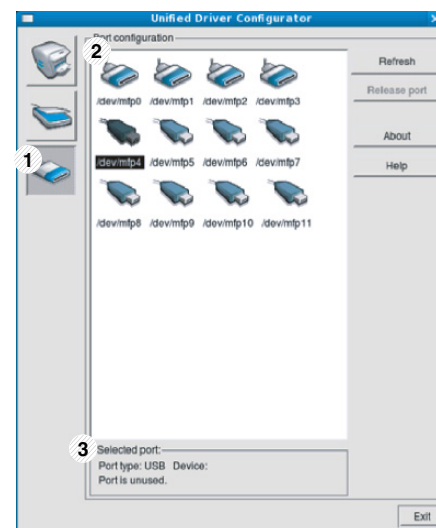 Unified Driver Configurator
Port configuration
2
/dev/mfp0 /dev/mfp1 /dev/mfp2 /dev/mfp3
Refresh
Release port
About
Help
1
/dev/mfp4 /dev/mfp5 /dev/mfp6 /dev/mfp7
/dev/mfp8 /dev/mfp9 /dev/mfp10 /dev/mfp11
3
Selected port:
Port type: USB Device:
Port is unused.
Exit